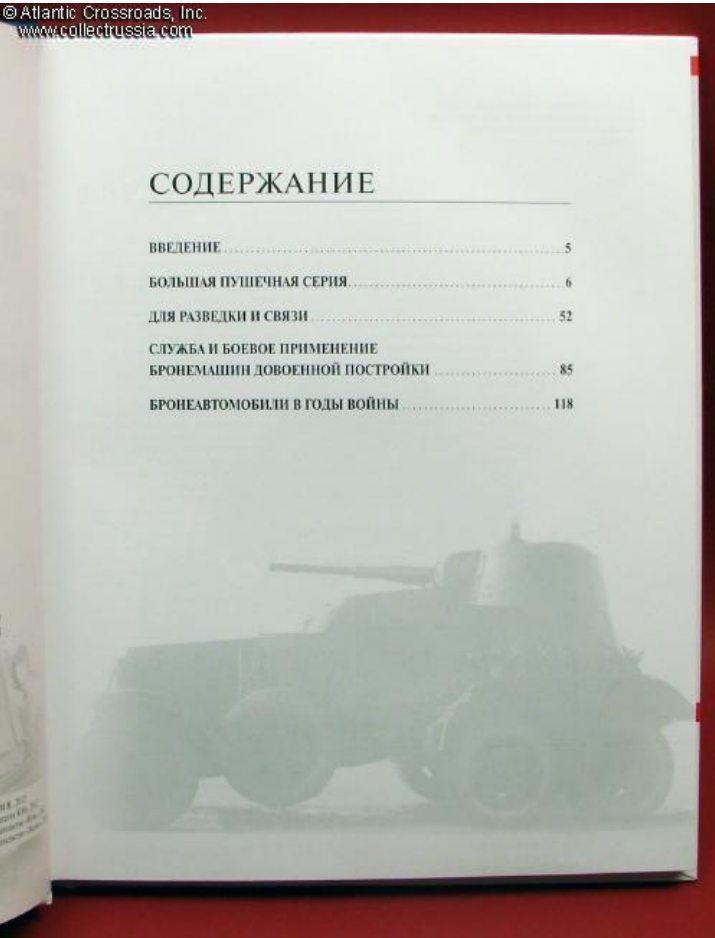 © Atlantic Crossroads, Inc.
www.collectrussia.com
СОДЕРЖАНИЕ
ВВЕДЕНИЕ 5
БОЛЬШАЯ ПУШЕЧНАЯ СЕРИЯ 6
ДЛЯ РАЗВЕДКИ И СВЯЗИ 52
СЛУЖБА И БОЕВОЕ ПРИМЕНЕНИЕ
БРОНЕМАШИН ДОВОЕННОЙ ПОСТРОЙКИ 85
БРОНЕАВТОМОБИЛИ В ГОДЫ ВОЙНЫ 118